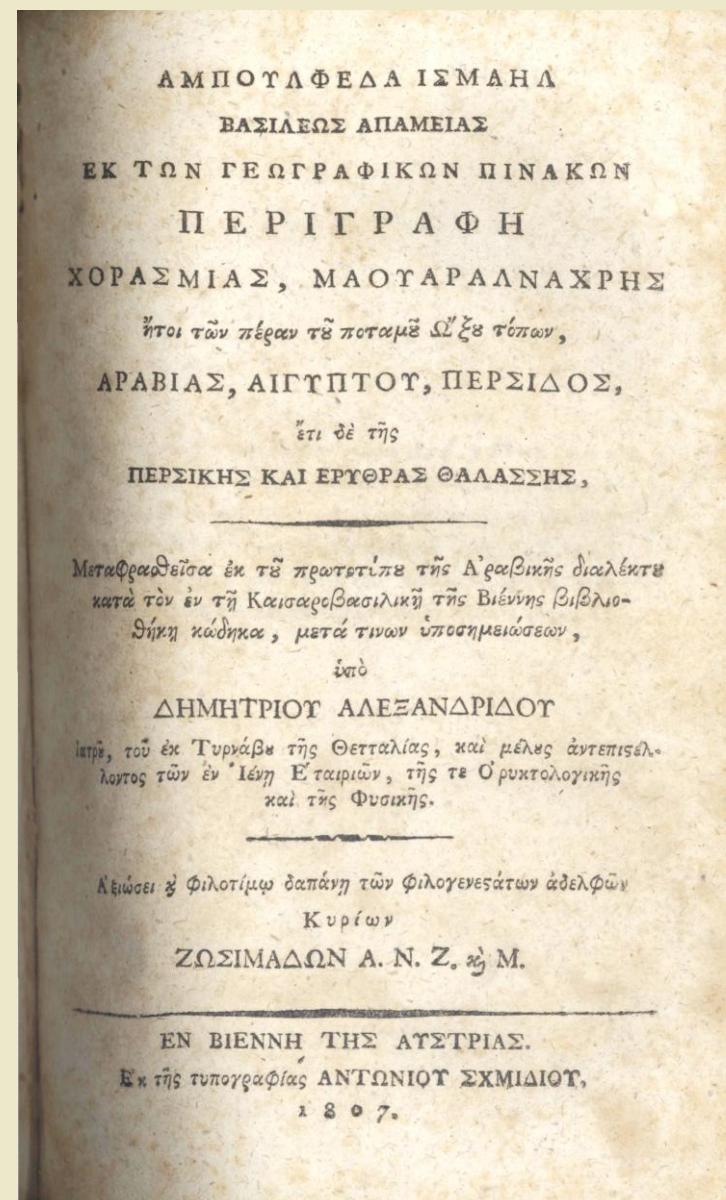 ΑΜΠΟΥΛΦΕΔΑ ΙΣΜΑΗΛ
ΒΑΣΙΛΕΩΣ ΑΠΑΜΕΙΑΣ
ΕΚ ΤΩΝ ΓΕΩΓΡΑΦΙΚΩΝ ΠΙΝΑΚΩΝ
ΠΕΡΙΓΡΑΦΗ
ΧΟΡΑΣΜΙΑΣ, ΜΑΟΥΑΡΑΛΝΑΧΡΗΣ
ἤτοι τῶν πέραν τȣ͂ ποταμȣ͂ Ὤξȣ τόπων,
ΑΡΑΒΙΑΣ, ΑΙΓΥΠΤΟΥ, ΠΕΡΣΙΔΟΣ,
ἔτι δὲ τῆς
ΠΕΡΣΙΚΗΣ ΚΑΙ ΕΡΥΘΡΑΣ ΘΑΛΑΣΣΗΣ,
Μεταφρασθεῖσα ἐκ τȣ͂ πρωτοτύπȣ τῆς Ἀραβικῆς διαλέκτȣ
κατὰ τὸν ἐν τῇ Καισαροβασιλικῇ τῆς Βιέννης βιβλιο-
θήκῃ κώδηκα, μετά τινων ὑποσημειώσεων,
ὑπὸ
ΔΗΜΗΤΡΙΟΥ ΑΛΕΞΑΝΔΡΙΔΟΥ
ἰατρȣ͂, τοῦ ἐκ Τυρνάβȣ τῆς Θετταλίας, καὶ μέλȣς ἀντεπιϛέλ-
λοντος τῶν ἐν Ἰένῃ Ἑταιριῶν, τῆς τε Ὀρυκτολογικῆς
καὶ τῆς Φυσικῆς.
Ἀξιώσει ϗ̀ φιλοτίμῳ δαπάνῃ τῶν φιλογενεϛάτων ἀδελφῶν
Κυρίων
ΖΩΣΙΜΑΔΩΝ Α. Ν. Ζ. ϗ̀ Μ.
ΕΝ ΒΙΕΝΝΗ ΤΗΣ ΑΥΣΤΡΙΑΣ.
Ἐκ τῆς τυπογραφίας ΑΝΤΩΝΙΟΥ ΣΧΜΙΔΙΟΥ,
1807.